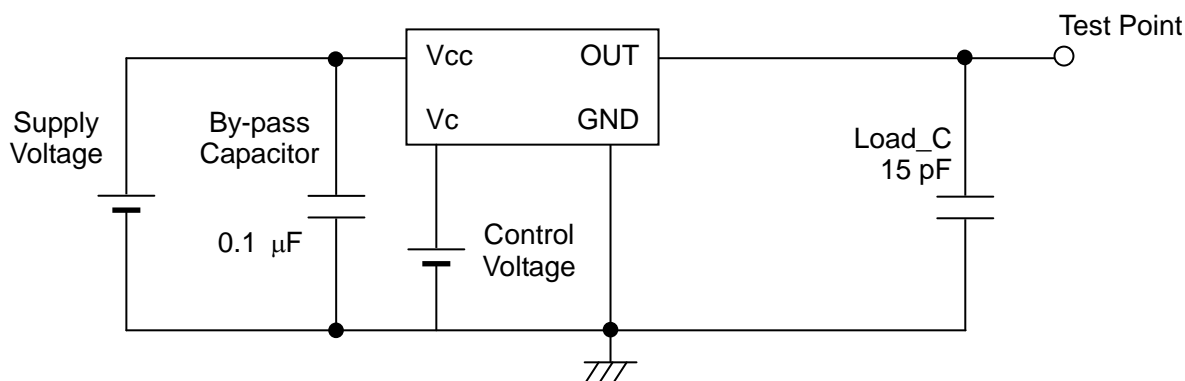 Test Point
Vcc
OUT
Vc
GND
Supply
Voltage
By-pass
Capacitor
0.1 μF
Control
Voltage
Load_C
15 pF